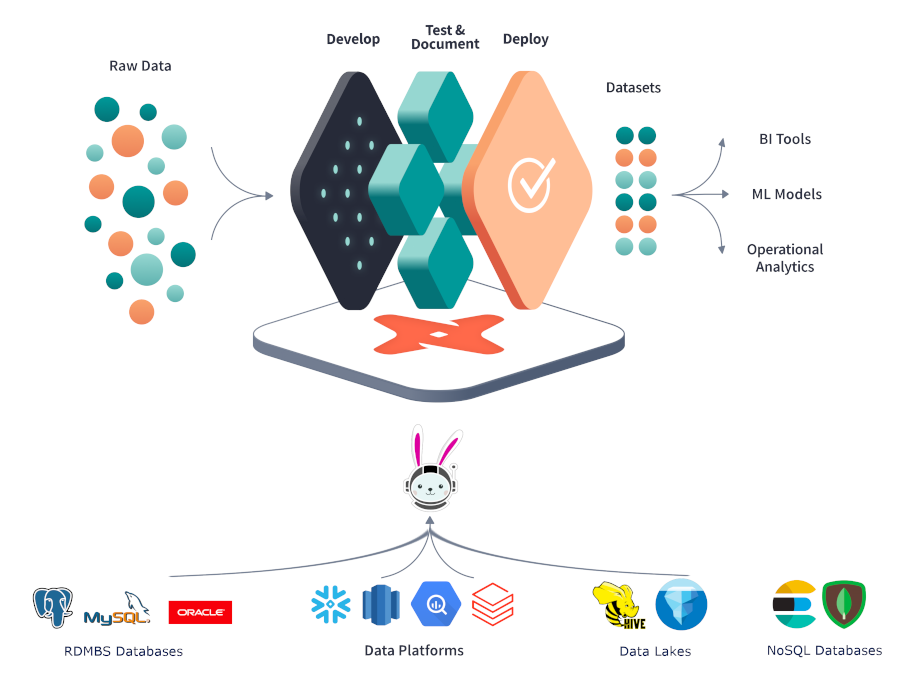 Develop
Test &
Document
Deploy
Raw Data
Datasets
BI Tools
ML Models
Operational
Analytics
MySQL
ORACLE
HIVE
RDMBS Databases
Data Platforms
Data Lakes
NoSQL Databases